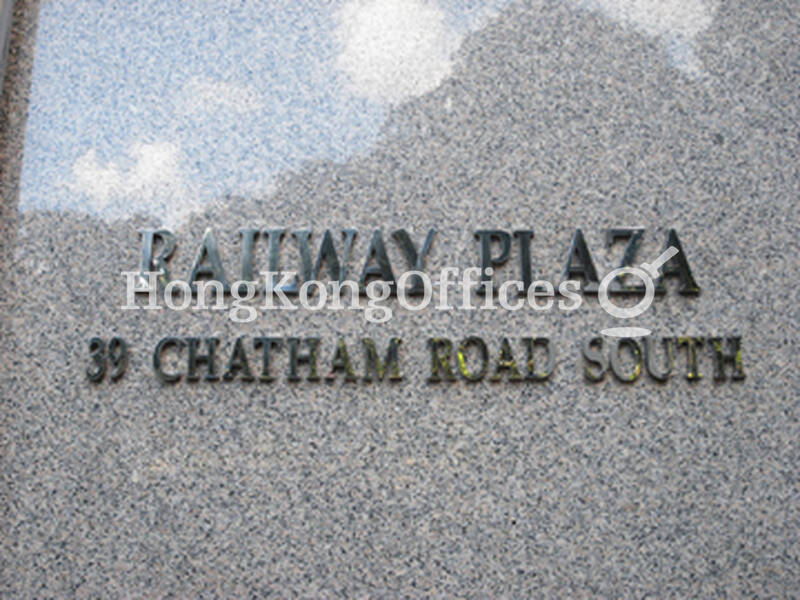 RAILWAY PLAZA
HongKongOffices
39 CHATHAM ROAD SOUTH